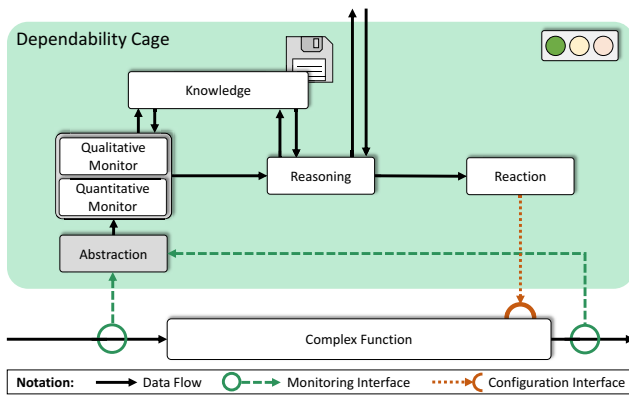 Dependability Cage
Knowledge
Qualitative
Monitor
Quantitative
Monitor
Reasoning
Reaction
Abstraction
Complex Function
Notation: Data Flow Monitoring Interface Configuration Interface